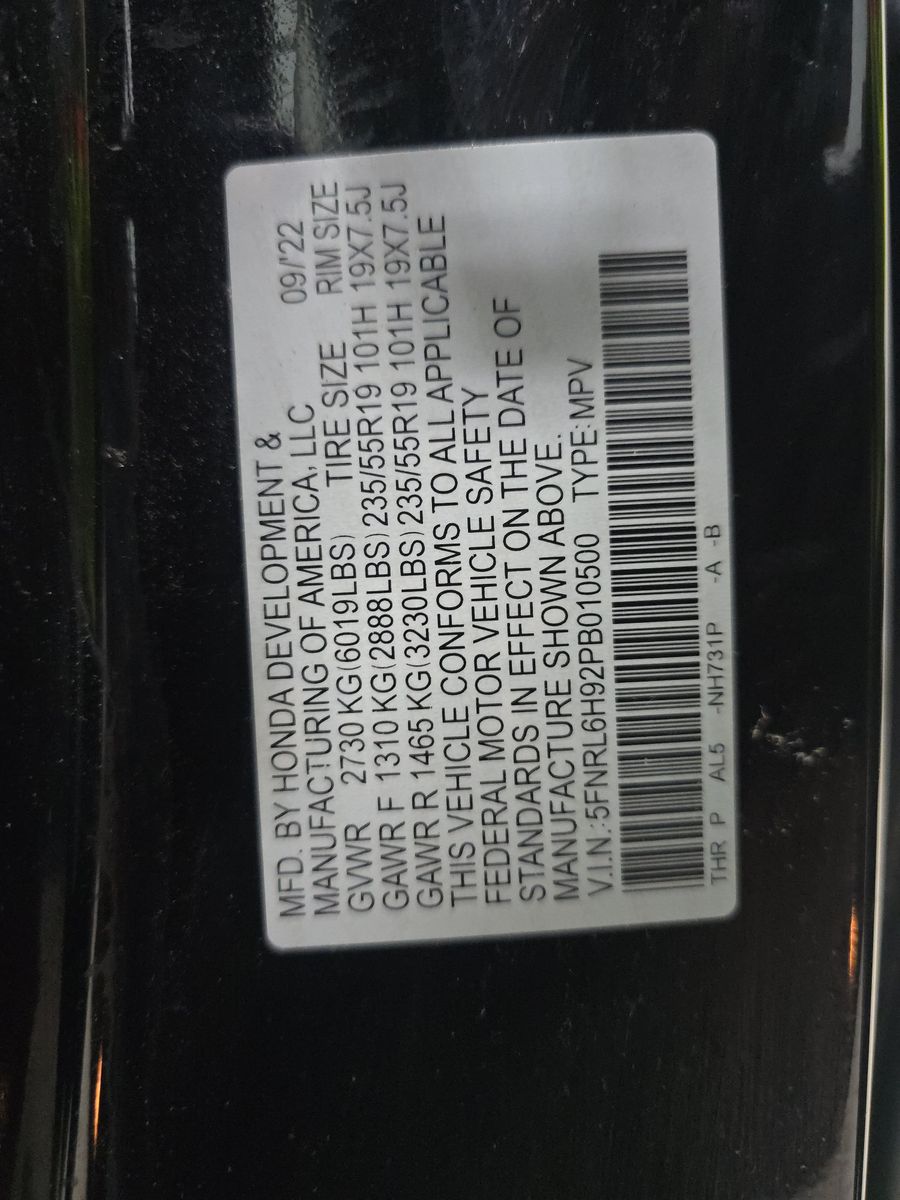 MFD. BY HONDA DEVELOPMENT &
MANUFACTURING OF AMERICA, LLC 09/'22
GVWR 2730 KG(6019LBS) TIRE SIZE RIM SIZE
GAWR F 1310 KG(2888LBS) 235/55R19 101H 19X7.5J
GAWR R 1465 KG(3230LBS) 235/55R19 101H 19X7.5J
THIS VEHICLE CONFORMS TO ALL APPLICABLE
FEDERAL MOTOR VEHICLE SAFETY
STANDARDS IN EFFECT ON THE DATE OF
MANUFACTURE SHOWN ABOVE.
V.I.N.:5FNRL6H92PB010500 TYPE:MPV
THR P AL5 -NH731P -A -B